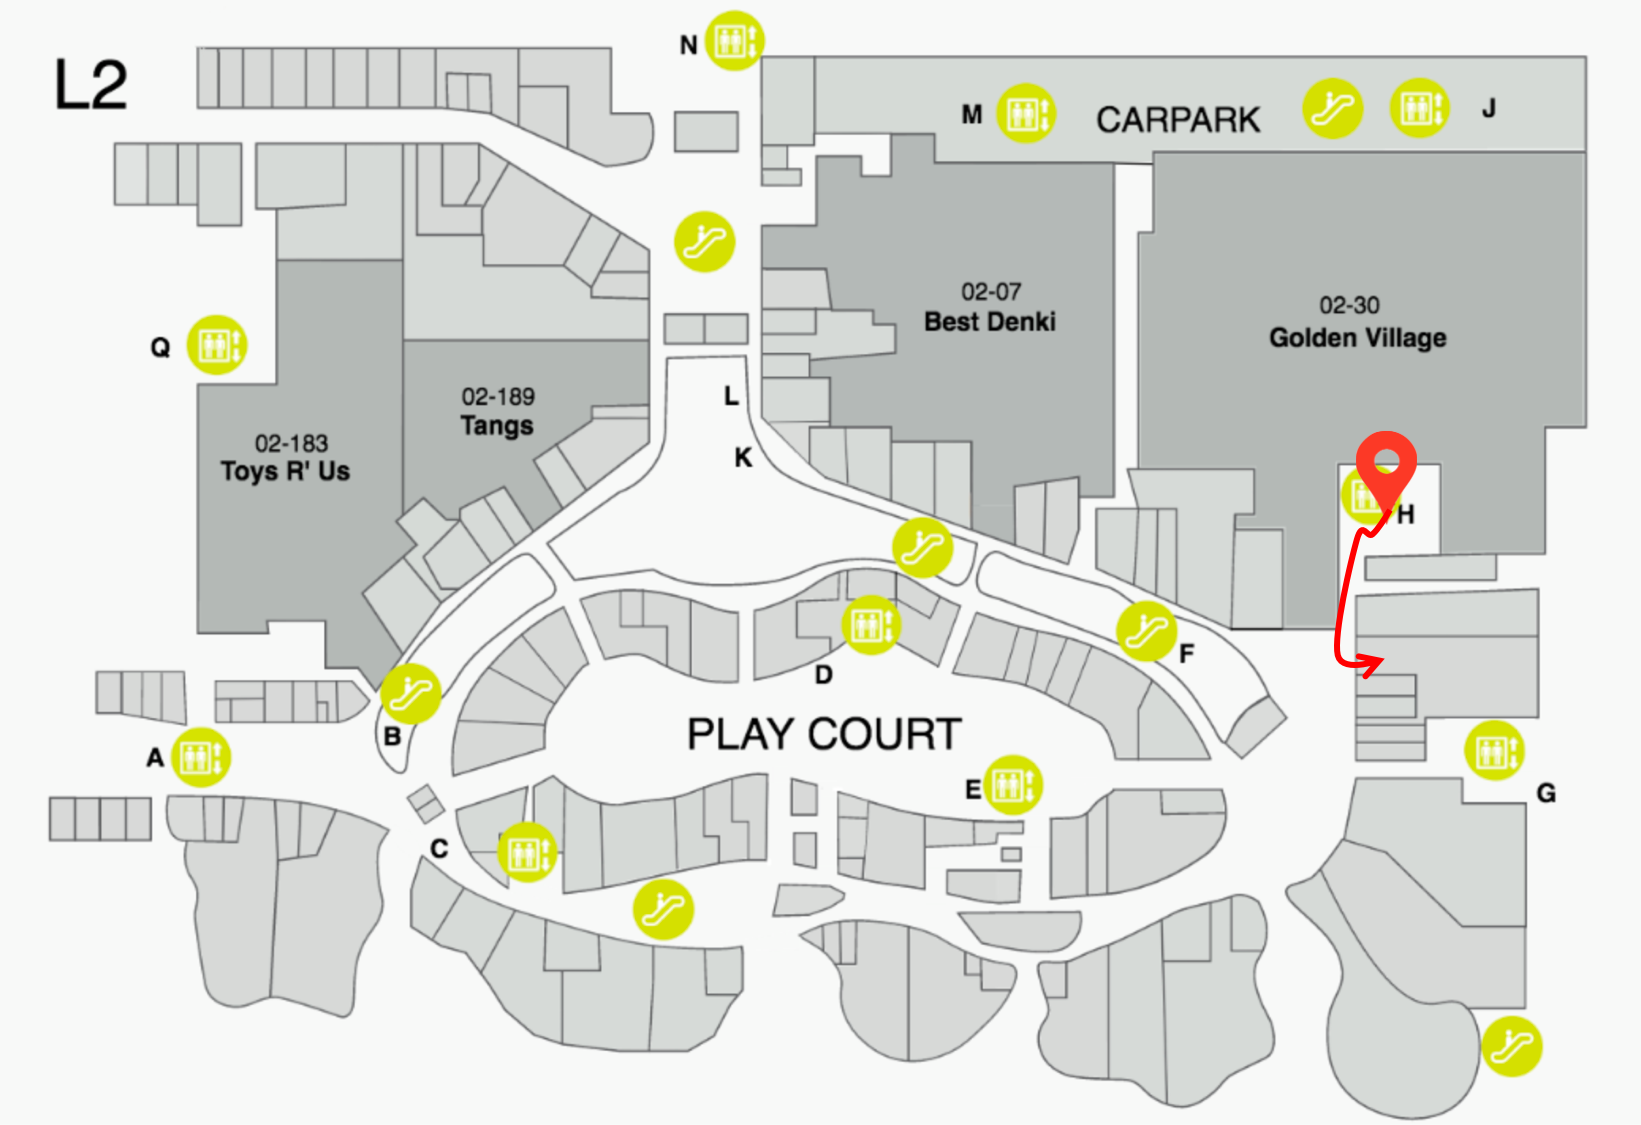 L2
N
M
CARPARK
J
02-07
Best Denki
02-30
Golden Village
Q
02-189
Tangs
L
02-183
Toys R' Us
K
H
F
D
B
PLAY COURT
A
E
G
C